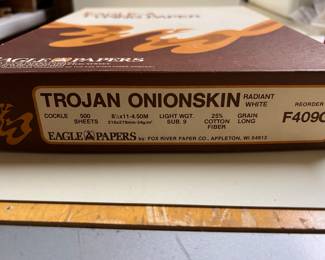 EAGLE A PAPERS
TROJAN ONIONSKIN
RADIANT
WHITE
REORDER
F4090
COCKLE
500
SHEETS
8½x11-4.50M
LIGHT WGT.
SUB. 9
25%
COTTON
FIBER
GRAIN
LONG
EAGLE A PAPERS by: FOX RIVER PAPER CO., APPLETON, WI 54913